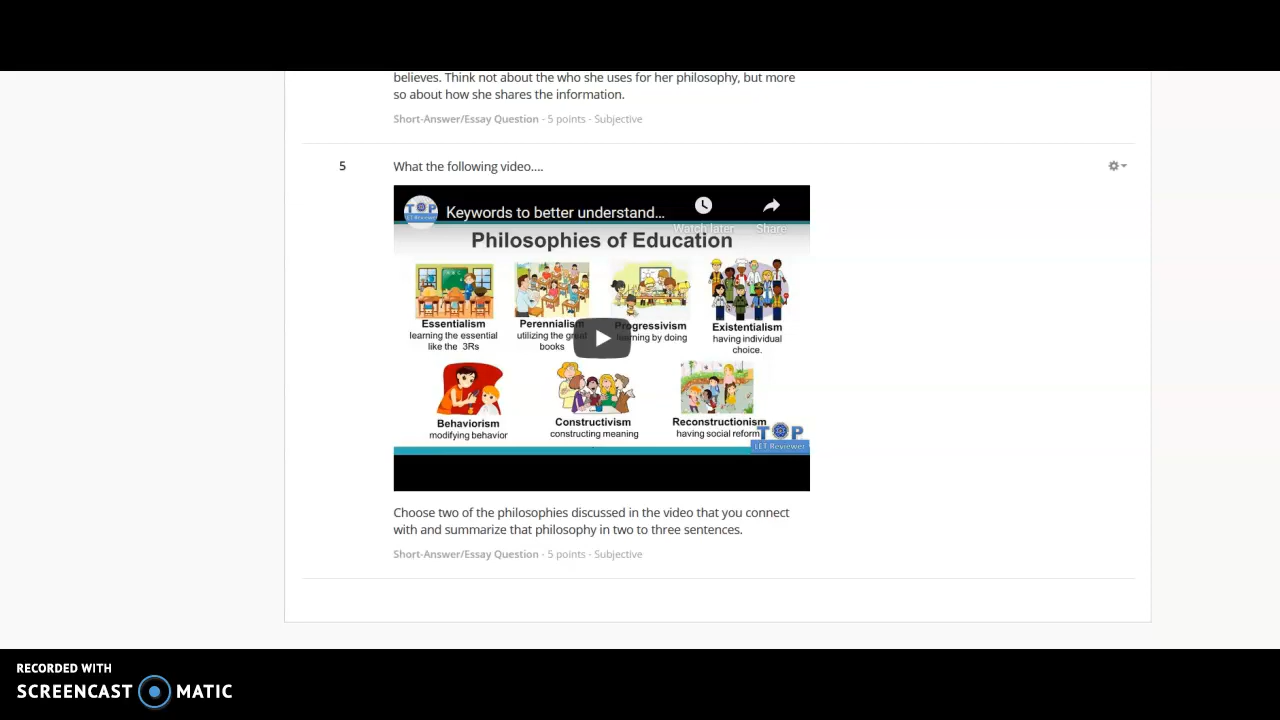 believes. Think not about the who she uses for her philosophy, but more
so about how she shares the information.
Short-Answer/Essay Question - 5 points - Subjective
5
What the following video....
TOP
LET Reviewer
Keywords to better understand...
Watch later
Share
Philosophies of Education
Essentialism
learning the essential
like the 3Rs
Perennialism
utilizing the great
books
Progressivism
learning by doing
Existentialism
having individual
choice.
Behaviorism
modifying behavior
Constructivism
constructing meaning
Reconstructionism
having social reform
TOP
LET Reviewer
Choose two of the philosophies discussed in the video that you connect
with and summarize that philosophy in two to three sentences.
Short-Answer/Essay Question - 5 points - Subjective
RECORDED WITH
SCREENCAST MATIC